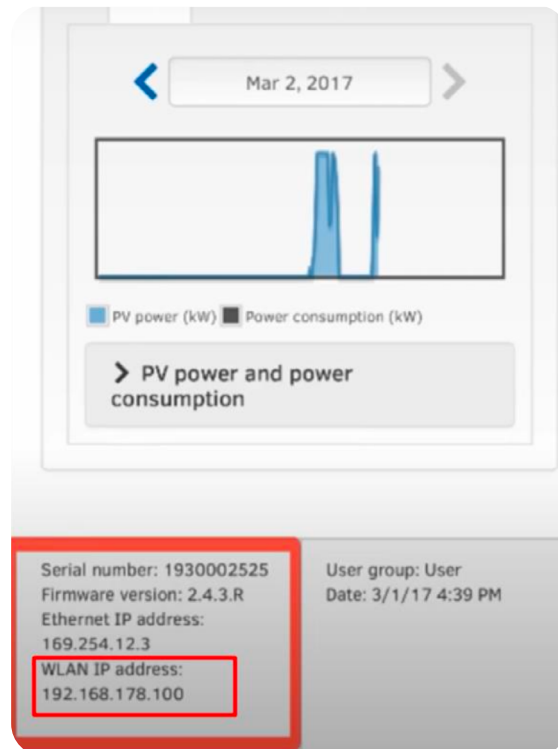 Mar 2, 2017
PV power (kW) Power consumption (kW)
PV power and power
consumption
Serial number: 1930002525
Firmware version: 2.4.3.R
Ethernet IP address:
169.254.12.3
WLAN IP address:
192.168.178.100
User group: User
Date: 3/1/17 4:39 PM